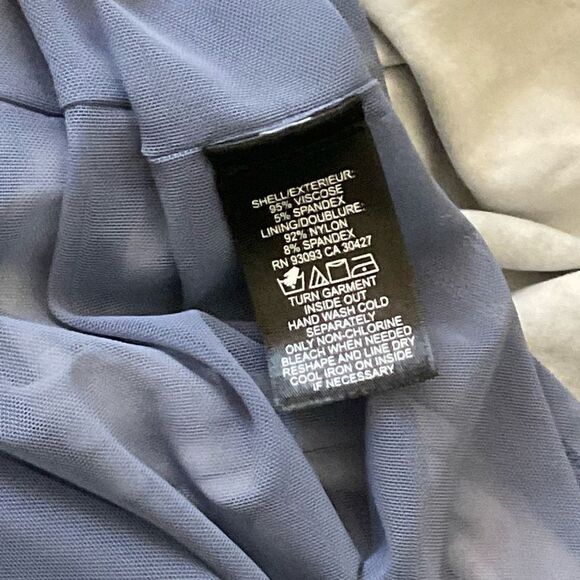 SHELL/EXTERIEUR:
95% VISCOSE
5% SPANDEX
LINING/DOUBLURE:
92% NYLON
8% SPANDEX
RN 93093 CA 30427
TURN GARMENT
INSIDE OUT
HAND WASH COLD
SEPARATELY
ONLY NON-CHLORINE
BLEACH WHEN NEEDED
RESHAPE AND LINE DRY
COOL IRON ON INSIDE
IF NECESSARY